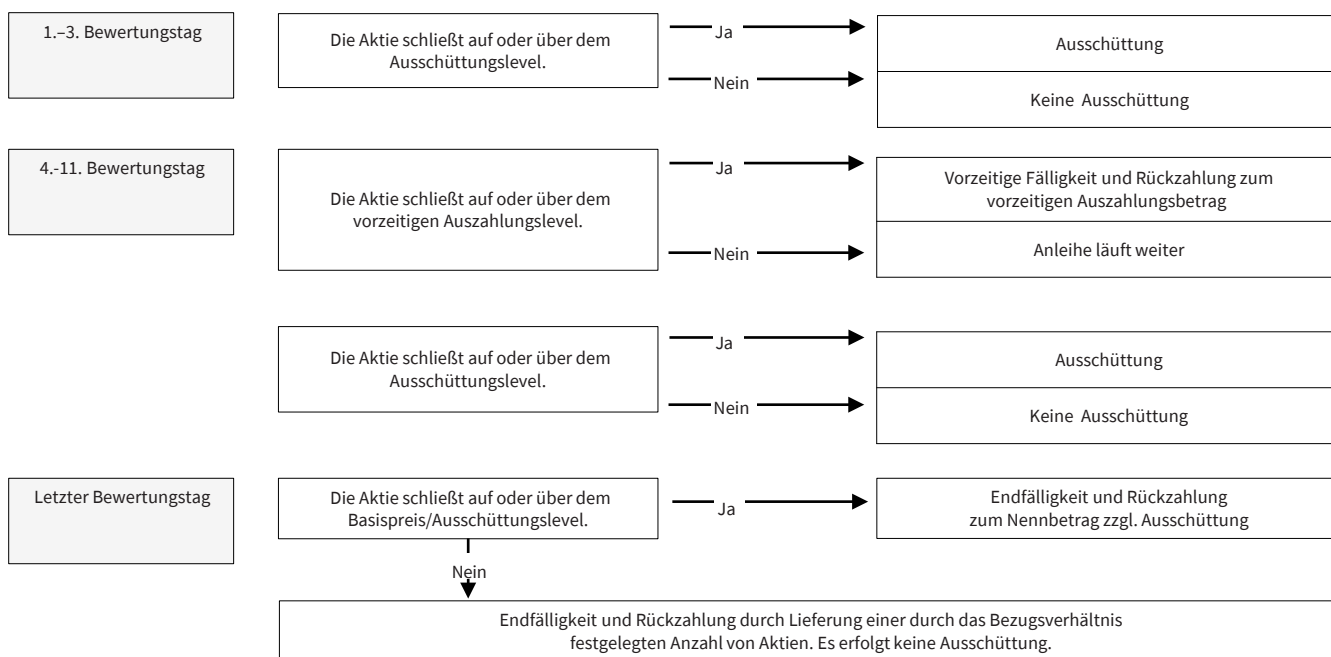 1.–3. Bewertungstag
Die Aktie schließt auf oder über dem
Ausschüttungslevel.
Ja
Ausschüttung
Nein
Keine Ausschüttung
4.-11. Bewertungstag
Die Aktie schließt auf oder über dem
vorzeitigen Auszahlungslevel.
Ja
Vorzeitige Fälligkeit und Rückzahlung zum
vorzeitigen Auszahlungsbetrag
Nein
Anleihe läuft weiter
Die Aktie schließt auf oder über dem
Ausschüttungslevel.
Ja
Ausschüttung
Nein
Keine Ausschüttung
Letzter Bewertungstag
Die Aktie schließt auf oder über dem
Basispreis/Ausschüttungslevel.
Ja
Endfälligkeit und Rückzahlung
zum Nennbetrag zzgl. Ausschüttung
Nein
Endfälligkeit und Rückzahlung durch Lieferung einer durch das Bezugsverhältnis
festgelegten Anzahl von Aktien. Es erfolgt keine Ausschüttung.